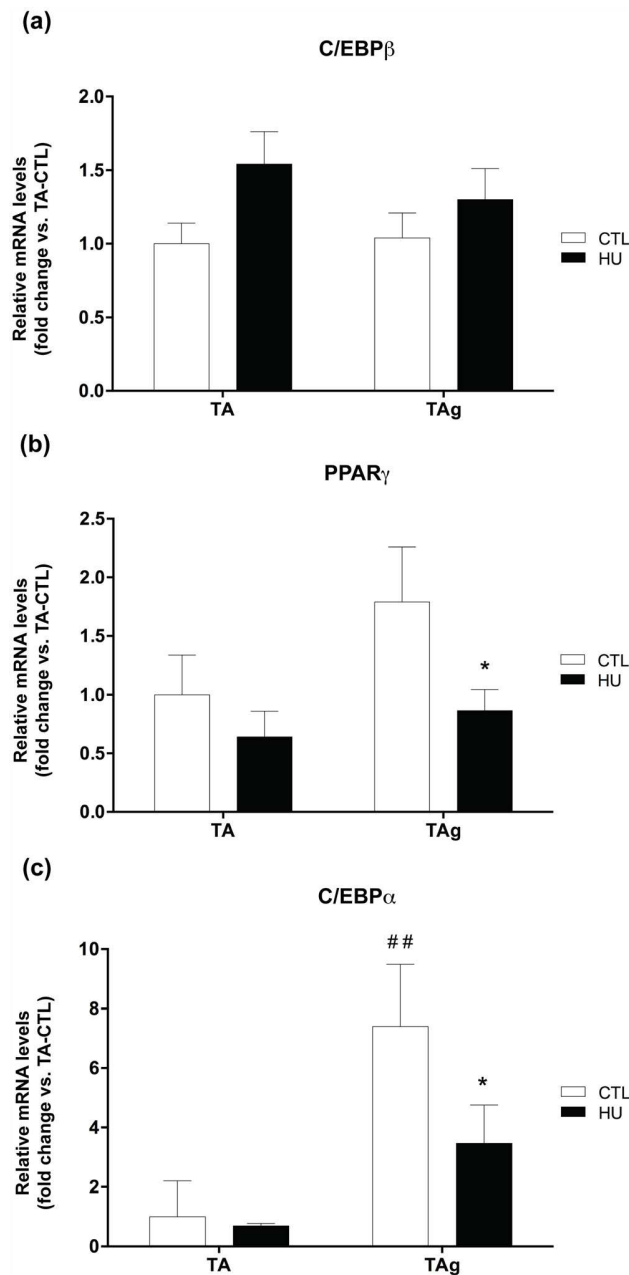 (a)
C/EBPβ
Relative mRNA levels
(fold change vs. TA-CTL)
2.0
1.5
1.0
0.5
0.0
TA TAg
CTL
HU
(b)
PPARγ
Relative mRNA levels
(fold change vs. TA-CTL)
2.5
2.0
1.5
1.0
0.5
0.0
*
TA TAg
CTL
HU
(c)
C/EBPα
Relative mRNA levels
(fold change vs. TA-CTL)
10
8
6
4
2
0
##
*
TA TAg
CTL
HU